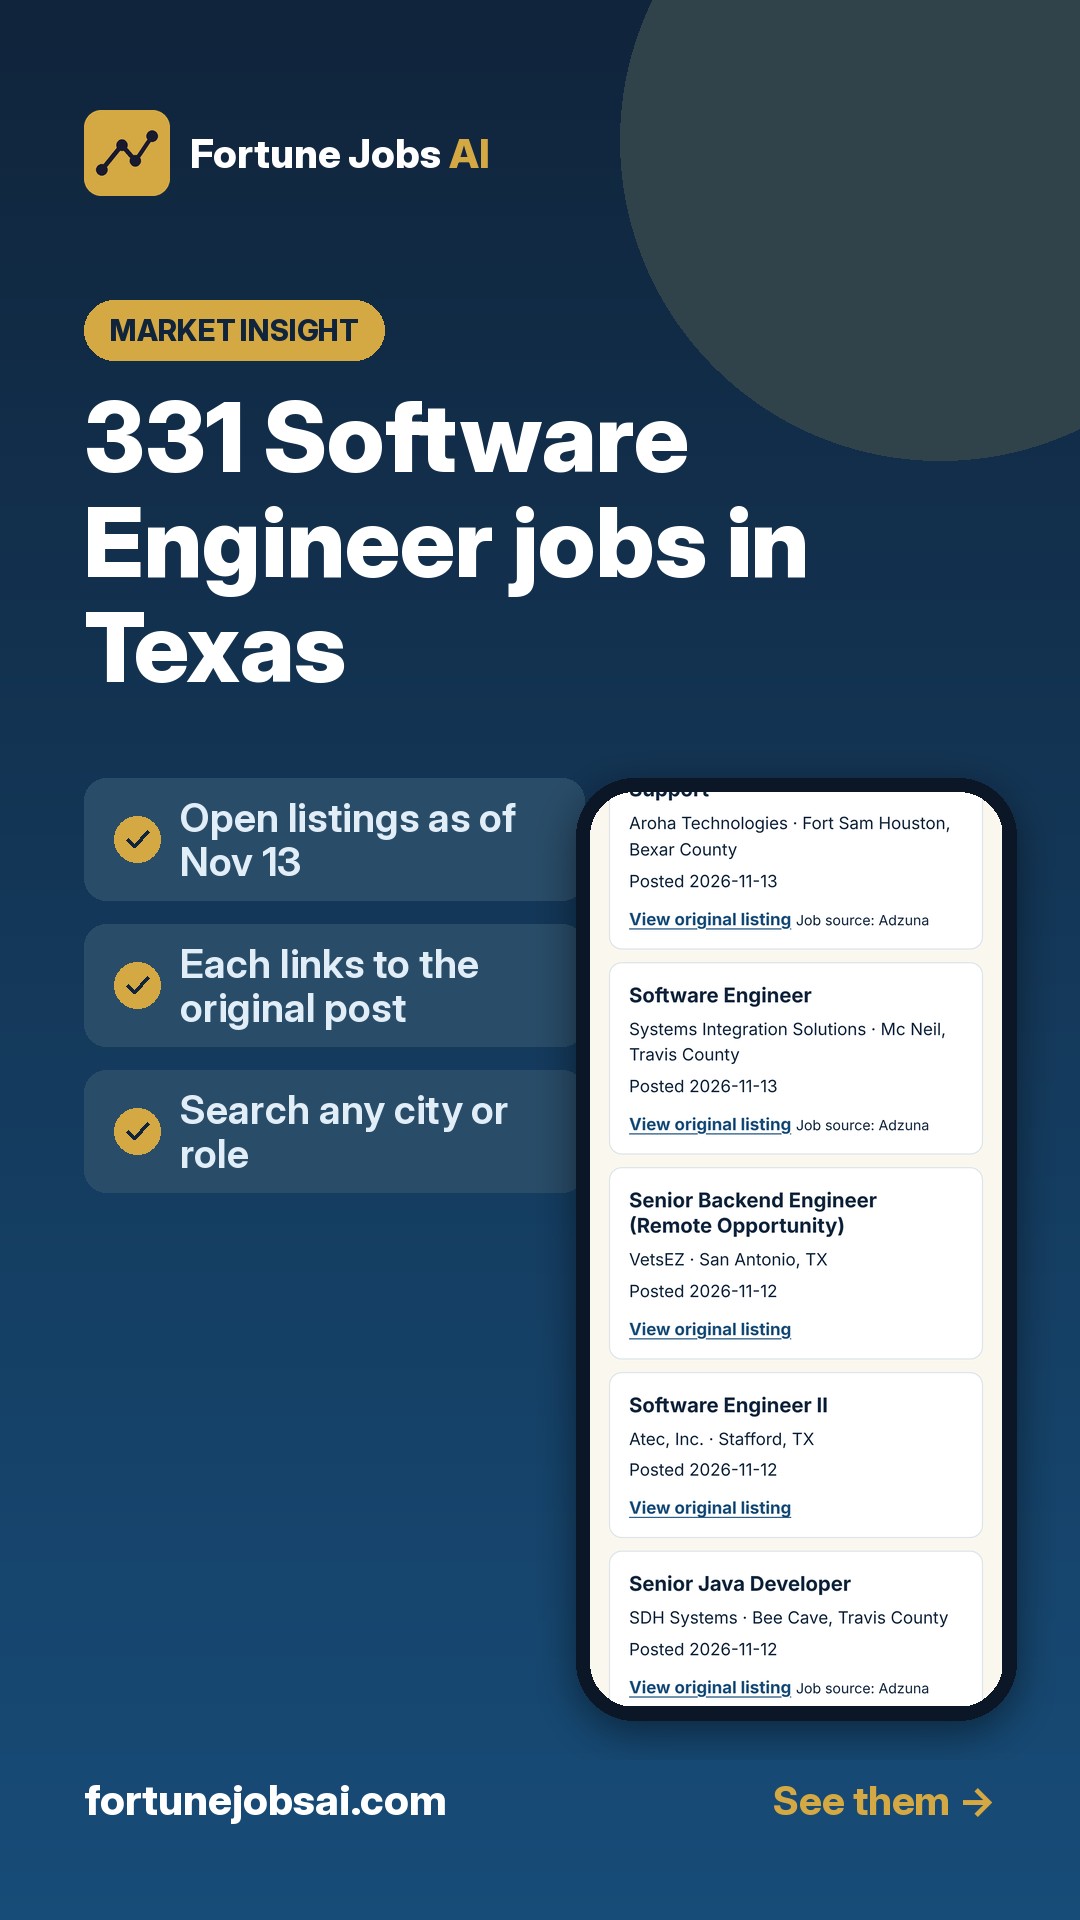 Fortune Jobs AI
MARKET INSIGHT
331 Software
Engineer jobs in
Texas
Open listings as of
Nov 13
Each links to the
original post
Search any city or
role
Support
Aroha Technologies · Fort Sam Houston,
Bexar County
Posted 2026-11-13
View original listing Job source: Adzuna
Software Engineer
Systems Integration Solutions · Mc Neil,
Travis County
Posted 2026-11-13
View original listing Job source: Adzuna
Senior Backend Engineer
(Remote Opportunity)
VetsEZ · San Antonio, TX
Posted 2026-11-12
View original listing
Software Engineer II
Atec, Inc. · Stafford, TX
Posted 2026-11-12
View original listing
Senior Java Developer
SDH Systems · Bee Cave, Travis County
Posted 2026-11-12
View original listing Job source: Adzuna
fortunejobsai.com
See them →